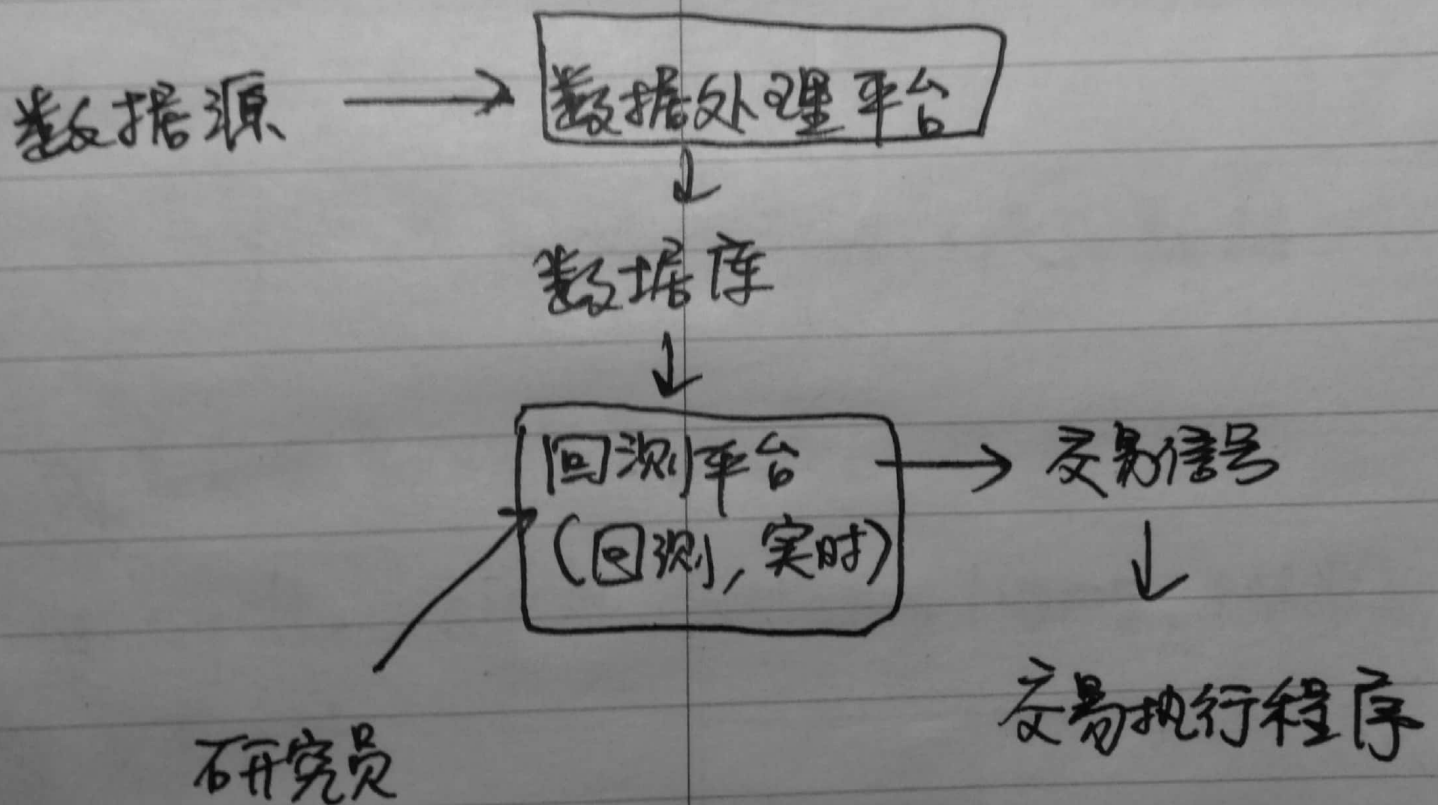 数据源
数据处理平台
数据库
回测平台
(回测,实时)
交易信号
交易执行程序
研究员